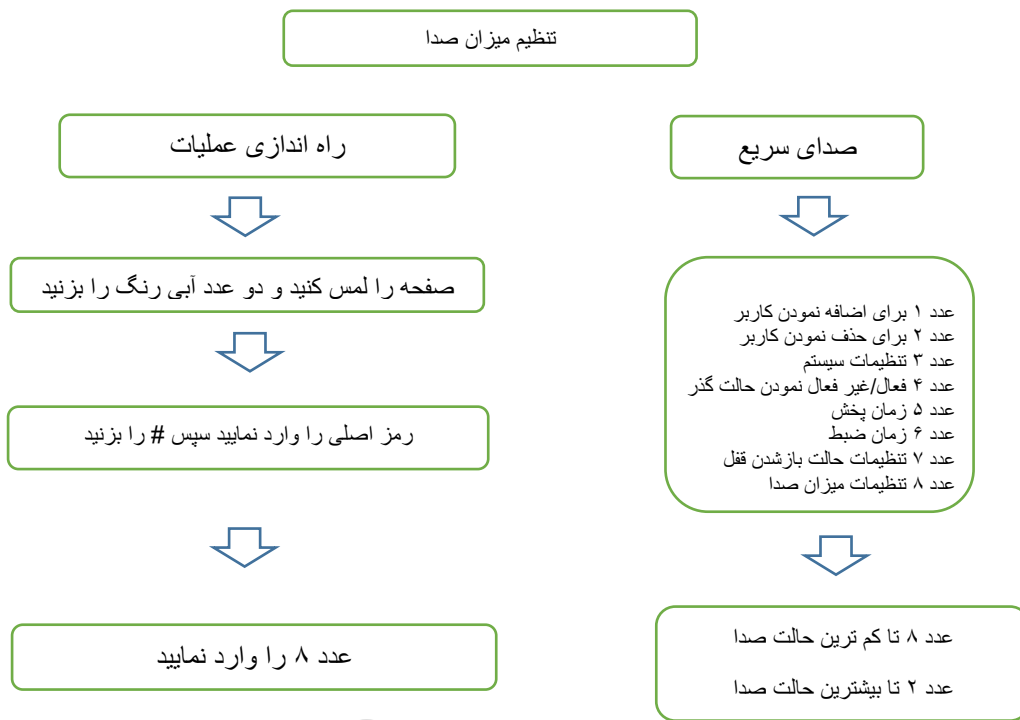 تنظیم میزان صدا
صدای سریع
راه اندازی عملیات
صفحه را لمس کنید و دو عدد آبی رنگ را بزنید
عدد ۱ برای اضافه نمودن کاربر
عدد ۲ برای حذف نمودن کاربر
عدد ۳ تنظیمات سیستم
عدد ۴ فعال/غیر فعال نمودن حالت گذر
عدد ۵ زمان پخش
عدد ۶ زمان ضبط
عدد ۷ تنظیمات حالت بازشدن قفل
عدد ۸ تنظیمات میزان صدا
رمز اصلی را وارد نمایید سپس # را بزنید
عدد ۸ تا کم ترین حالت صدا
عدد ۲ تا بیشترین حالت صدا
عدد ۸ را وارد نمایید